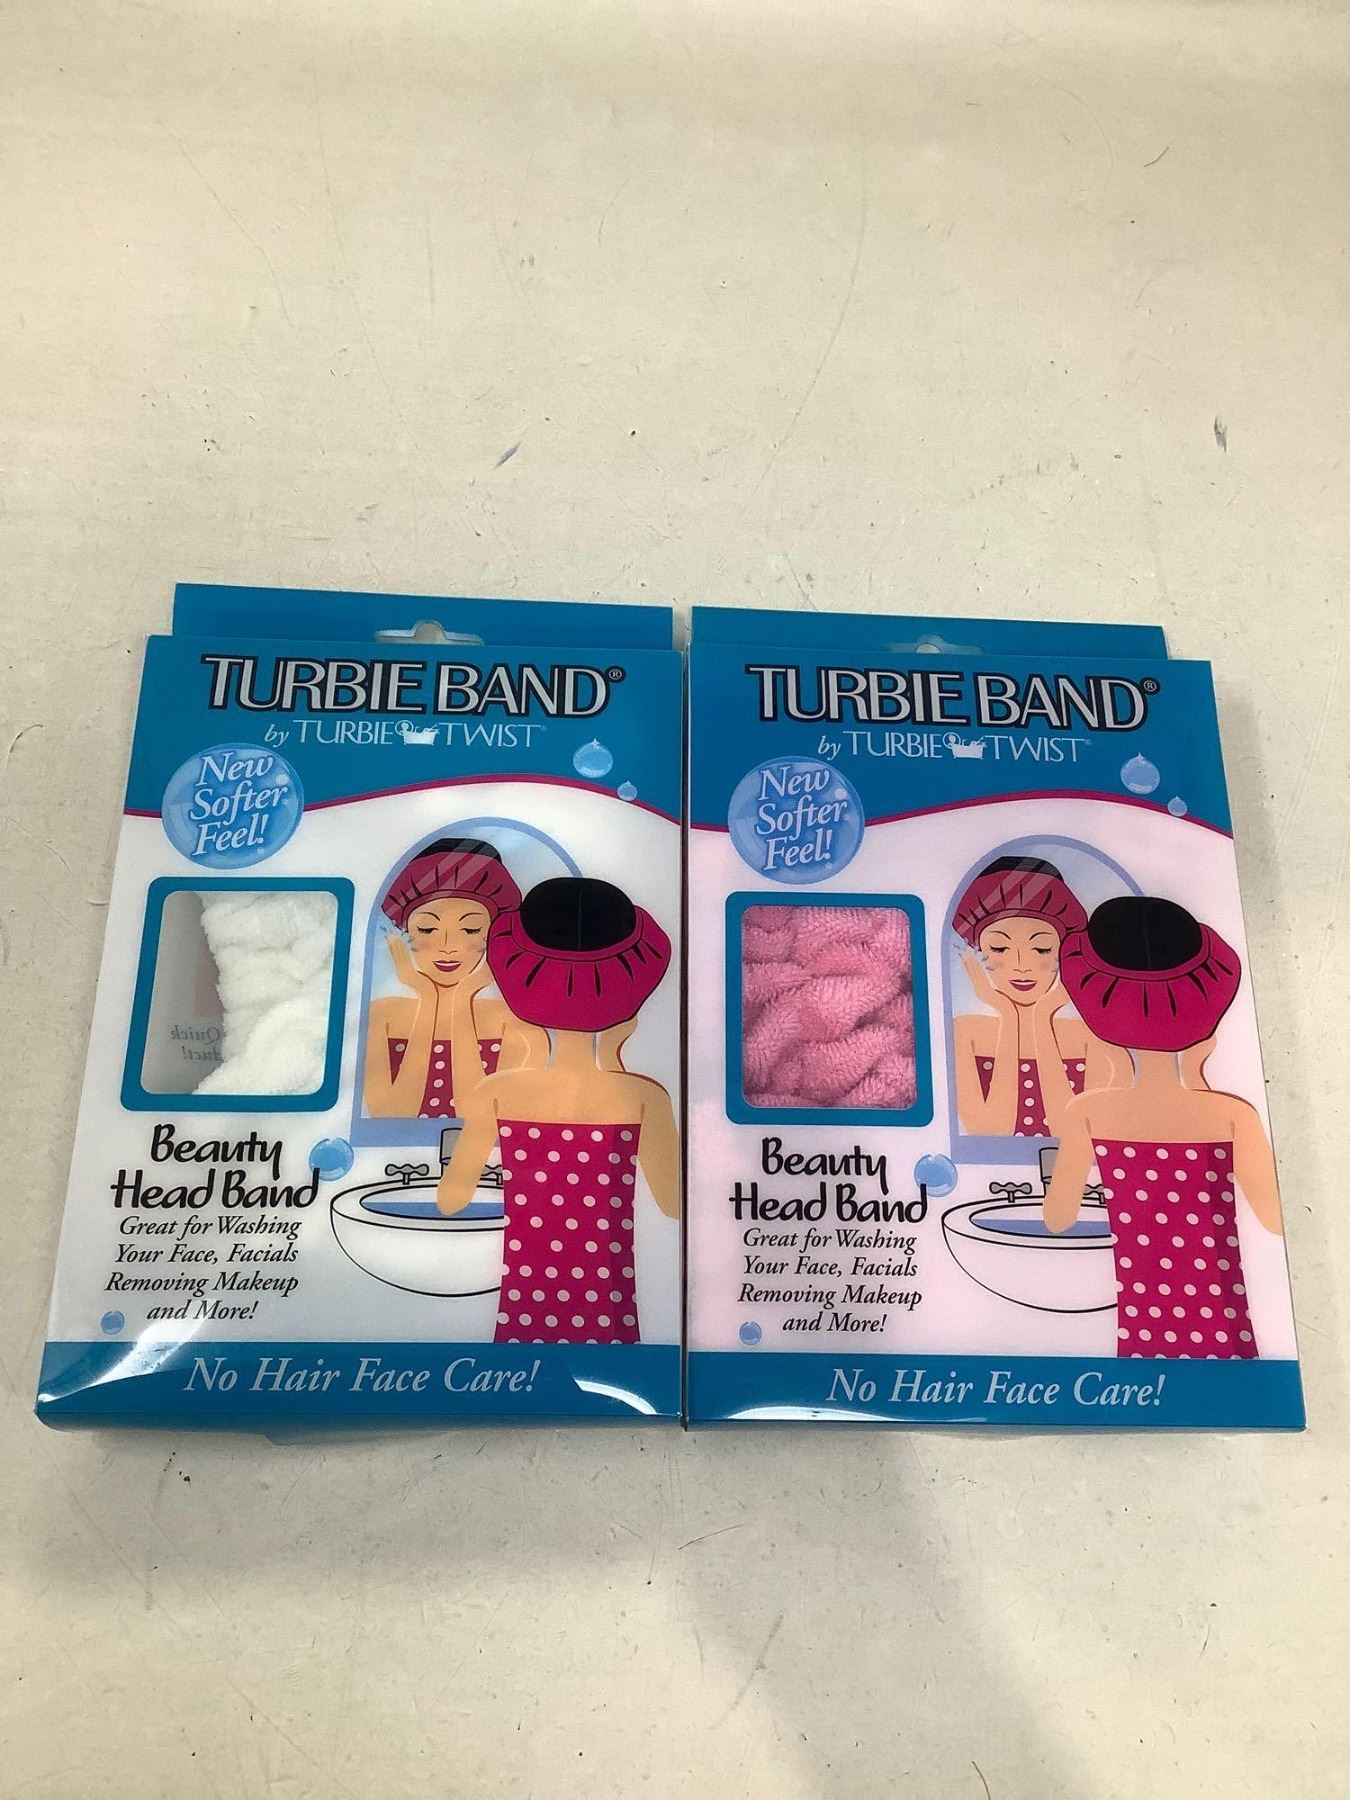 TURBIE BAND®
by TURBIE TWIST®
New
Softer
Feel!
Quick
Beauty
Head Band
Great for Washing
Your Face, Facials
Removing Makeup
and More!
No Hair Face Care!
TURBIE BAND®
by TURBIE TWIST®
New
Softer
Feel!
Beauty
Head Band
Great for Washing
Your Face, Facials
Removing Makeup
and More!
No Hair Face Care!